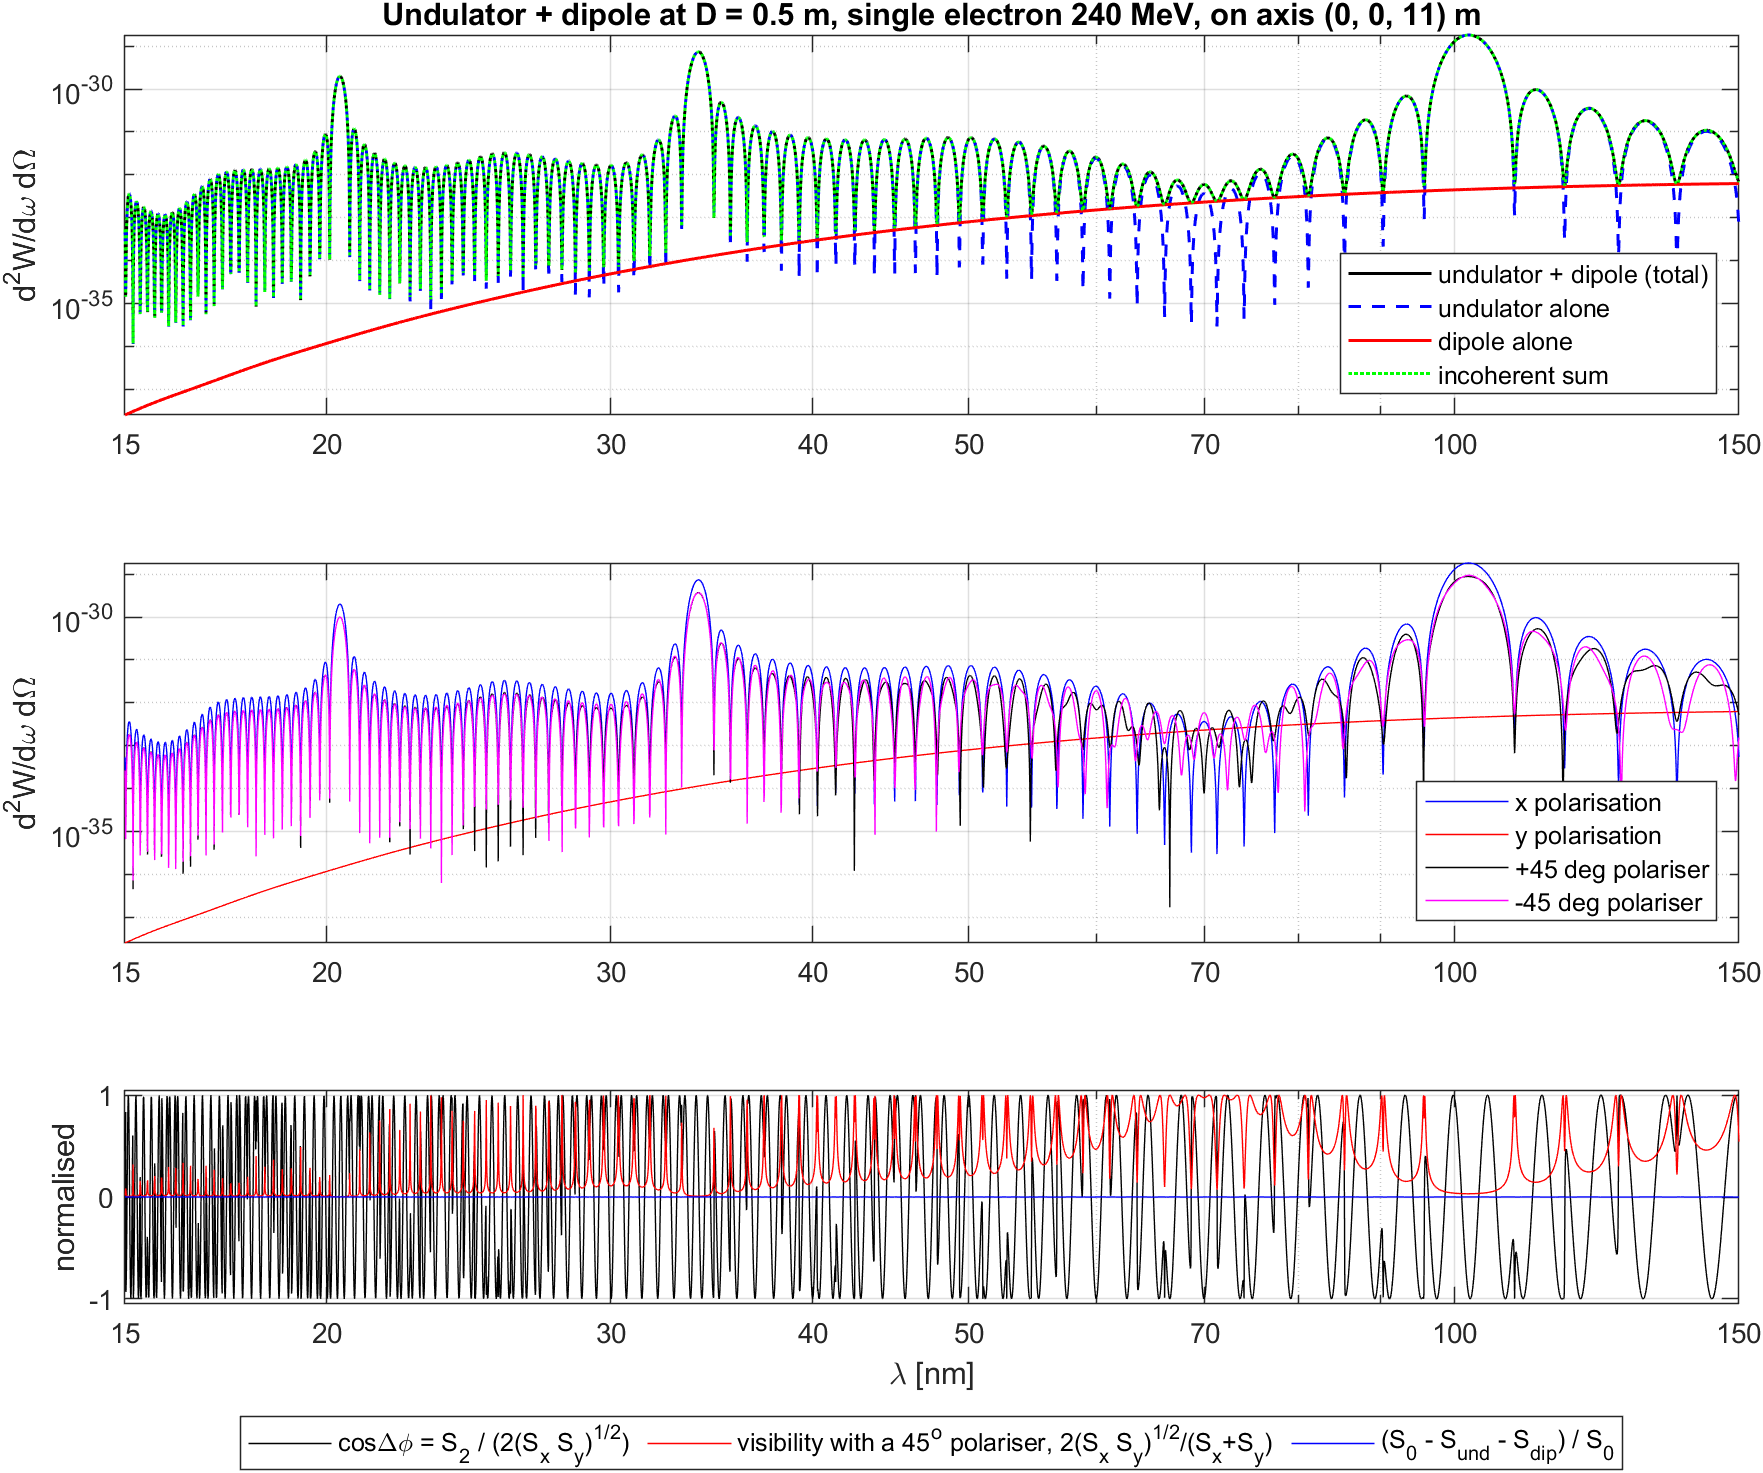 Undulator + dipole at D = 0.5 m, single electron 240 MeV, on axis (0, 0, 11) m
d²W/dω dΩ
10⁻³⁰
10⁻³⁵
undulator + dipole (total)
undulator alone
dipole alone
incoherent sum
15 20 30 40 50 70 100 150
d²W/dω dΩ
10⁻³⁰
10⁻³⁵
x polarisation
y polarisation
+45 deg polariser
-45 deg polariser
15 20 30 40 50 70 100 150
normalised
1
0
-1
15 20 30 40 50 70 100 150
λ [nm]
cosΔϕ = S₂ / (2(Sₓ S_y)^{1/2}) visibility with a 45° polariser, 2(Sₓ S_y)^{1/2}/(Sₓ+S_y) (S₀ - S_und - S_dip) / S₀